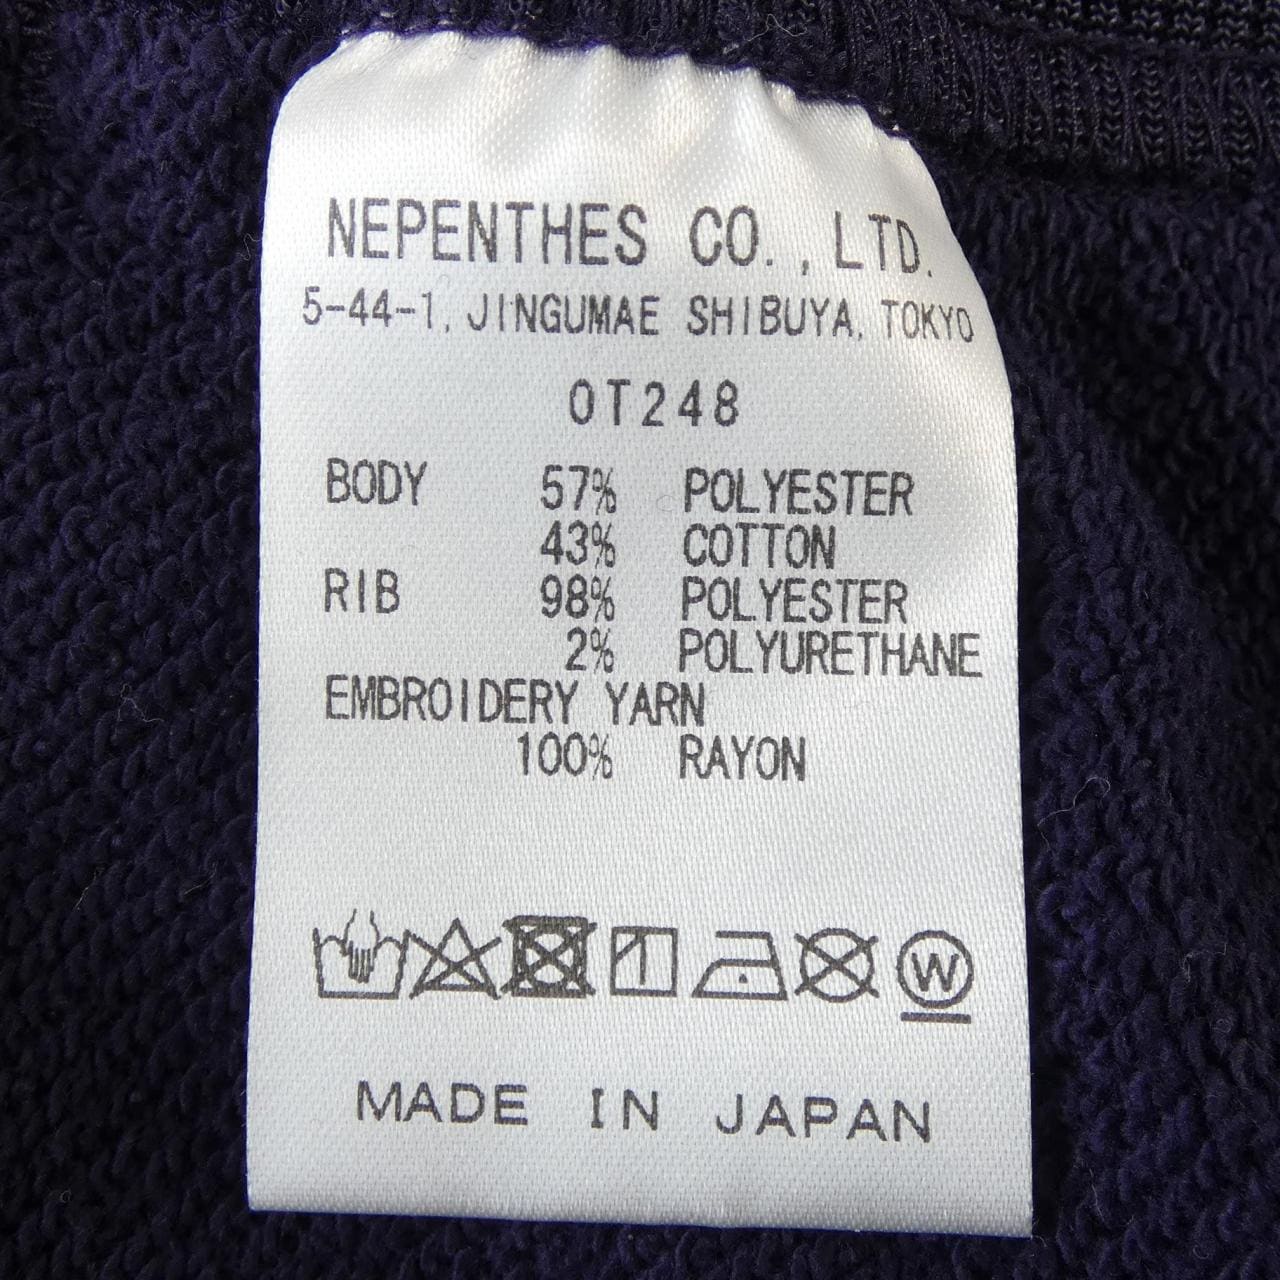 NEPENTHES CO., LTD.
5-44-1, JINGUMAE SHIBUYA, TOKYO
OT248
BODY 57% POLYESTER
43% COTTON
RIB 98% POLYESTER
2% POLYURETHANE
EMBROIDERY YARN
100% RAYON
W
MADE IN JAPAN